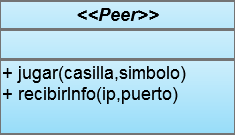 <<Peer>>
+ jugar(casilla,simbolo)
+ recibirInfo(ip,puerto)